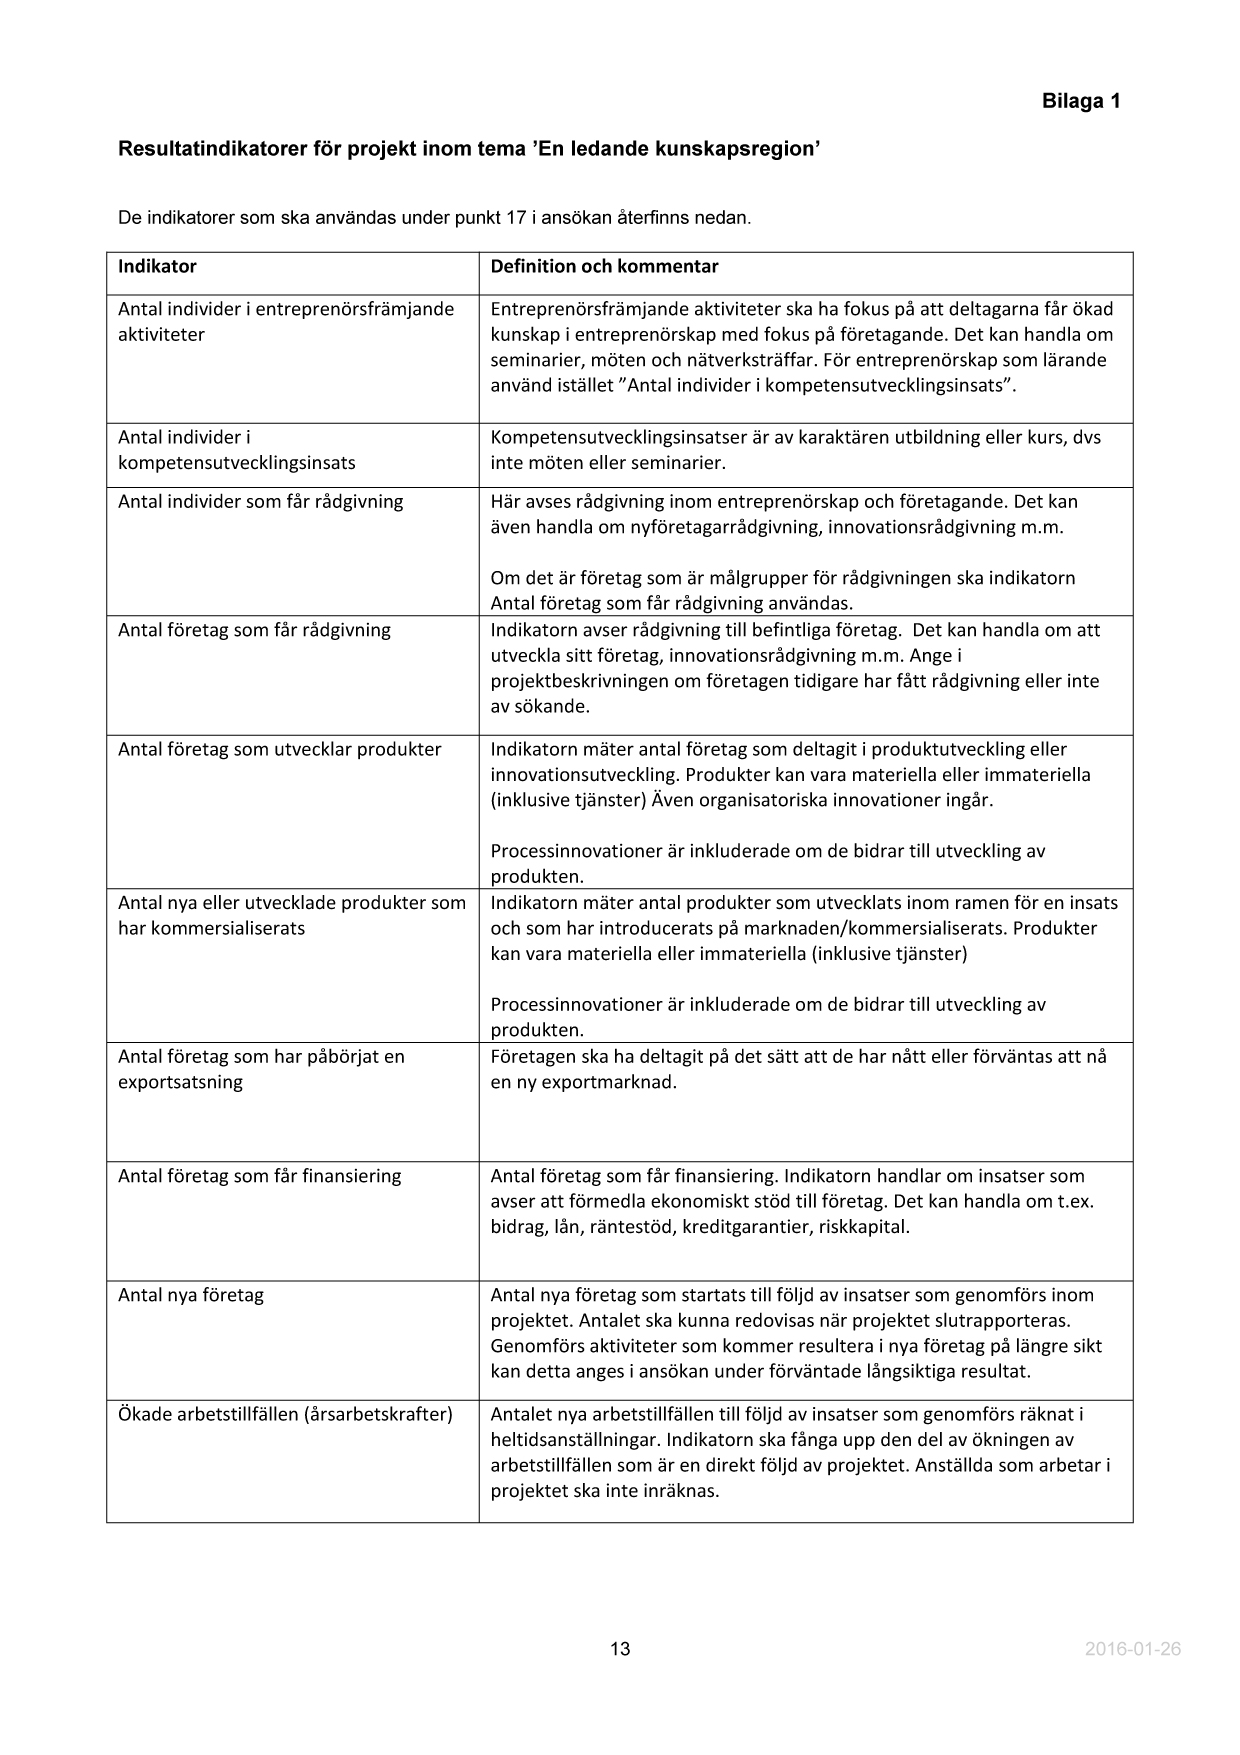 Bilaga 1
Resultatindikatorer för projekt inom tema ’En ledande kunskapsregion’
De indikatorer som ska användas under punkt 17 i ansökan återfinns nedan.
Indikator
Definition och kommentar
Antal individer i entreprenörsfrämjande
aktiviteter
Entreprenörsfrämjande aktiviteter ska ha fokus på att deltagarna får ökad
kunskap i entreprenörskap med fokus på företagande. Det kan handla om
seminarier, möten och nätverksträffar. För entreprenörskap som lärande
använd istället ”Antal individer i kompetensutvecklingsinsats”.
Antal individer i
kompetensutvecklingsinsats
Kompetensutvecklingsinsatser är av karaktären utbildning eller kurs, dvs
inte möten eller seminarier.
Antal individer som får rådgivning
Här avses rådgivning inom entreprenörskap och företagande. Det kan
även handla om nyföretagarrådgivning, innovationsrådgivning m.m.
Om det är företag som är målgrupper för rådgivningen ska indikatorn
Antal företag som får rådgivning användas.
Antal företag som får rådgivning
Indikatorn avser rådgivning till befintliga företag.  Det kan handla om att
utveckla sitt företag, innovationsrådgivning m.m. Ange i
projektbeskrivningen om företagen tidigare har fått rådgivning eller inte
av sökande.
Antal företag som utvecklar produkter
Indikatorn mäter antal företag som deltagit i produktutveckling eller
innovationsutveckling. Produkter kan vara materiella eller immateriella
(inklusive tjänster) Även organisatoriska innovationer ingår.
Processinnovationer är inkluderade om de bidrar till utveckling av
produkten.
Antal nya eller utvecklade produkter som
har kommersialiserats
Indikatorn mäter antal produkter som utvecklats inom ramen för en insats
och som har introducerats på marknaden/kommersialiserats. Produkter
kan vara materiella eller immateriella (inklusive tjänster)
Processinnovationer är inkluderade om de bidrar till utveckling av
produkten.
Antal företag som har påbörjat en
exportsatsning
Företagen ska ha deltagit på det sätt att de har nått eller förväntas att nå
en ny exportmarknad.
Antal företag som får finansiering
Antal företag som får finansiering. Indikatorn handlar om insatser som
avser att förmedla ekonomiskt stöd till företag. Det kan handla om t.ex.
bidrag, lån, räntestöd, kreditgarantier, riskkapital.
Antal nya företag
Antal nya företag som startats till följd av insatser som genomförs inom
projektet. Antalet ska kunna redovisas när projektet slutrapporteras.
Genomförs aktiviteter som kommer resultera i nya företag på längre sikt
kan detta anges i ansökan under förväntade långsiktiga resultat.
Ökade arbetstillfällen (årsarbetskrafter)
Antalet nya arbetstillfällen till följd av insatser som genomförs räknat i
heltidsanställningar. Indikatorn ska fånga upp den del av ökningen av
arbetstillfällen som är en direkt följd av projektet. Anställda som arbetar i
projektet ska inte inräknas.
13
2016-01-26